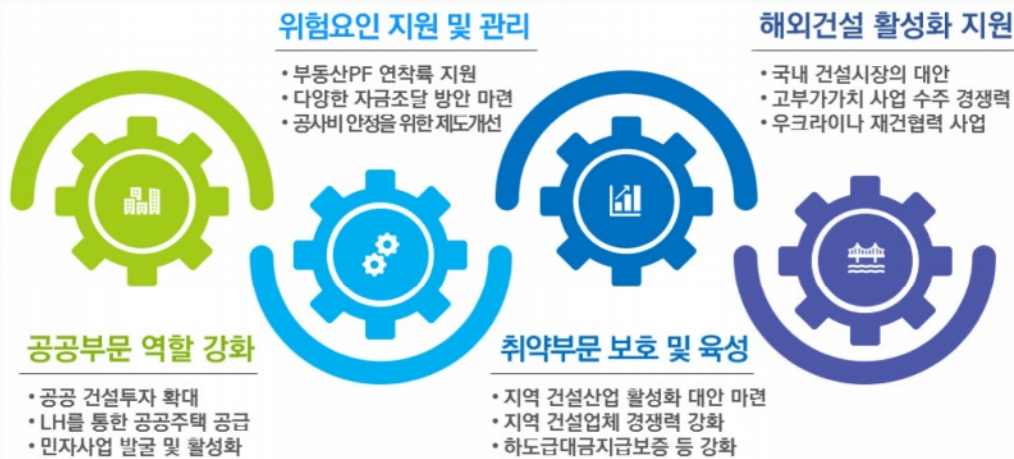 위험요인 지원 및 관리
• 부동산PF 연착륙 지원
• 다양한 자금조달 방안 마련
• 공사비 안정을 위한 제도개선
해외건설 활성화 지원
• 국내 건설시장의 대안
• 고부가가치 사업 수주 경쟁력
• 우크라이나 재건협력 사업
공공부문 역할 강화
• 공공 건설투자 확대
• LH를 통한 공공주택 공급
• 민자사업 발굴 및 활성화
취약부문 보호 및 육성
• 지역 건설산업 활성화 대안 마련
• 지역 건설업체 경쟁력 강화
• 하도급대금지급보증 등 강화